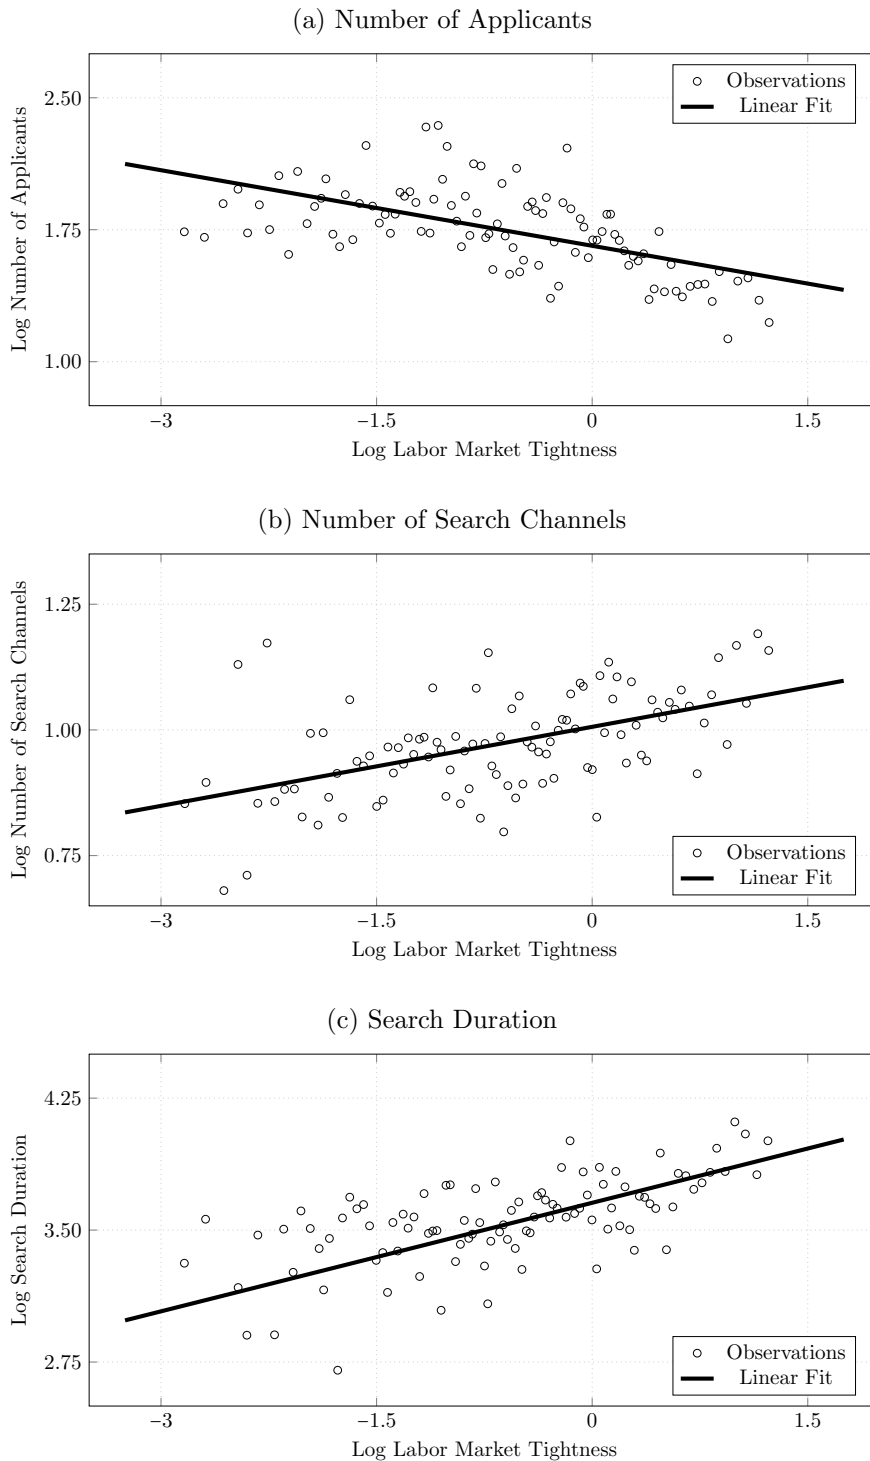 (a) Number of Applicants
Log Number of Applicants
2.50
1.75
1.00
Observations
Linear Fit
−3 −1.5 0 1.5
Log Labor Market Tightness
(b) Number of Search Channels
Log Number of Search Channels
1.25
1.00
0.75
Observations
Linear Fit
−3 −1.5 0 1.5
Log Labor Market Tightness
(c) Search Duration
Log Search Duration
4.25
3.50
2.75
Observations
Linear Fit
−3 −1.5 0 1.5
Log Labor Market Tightness